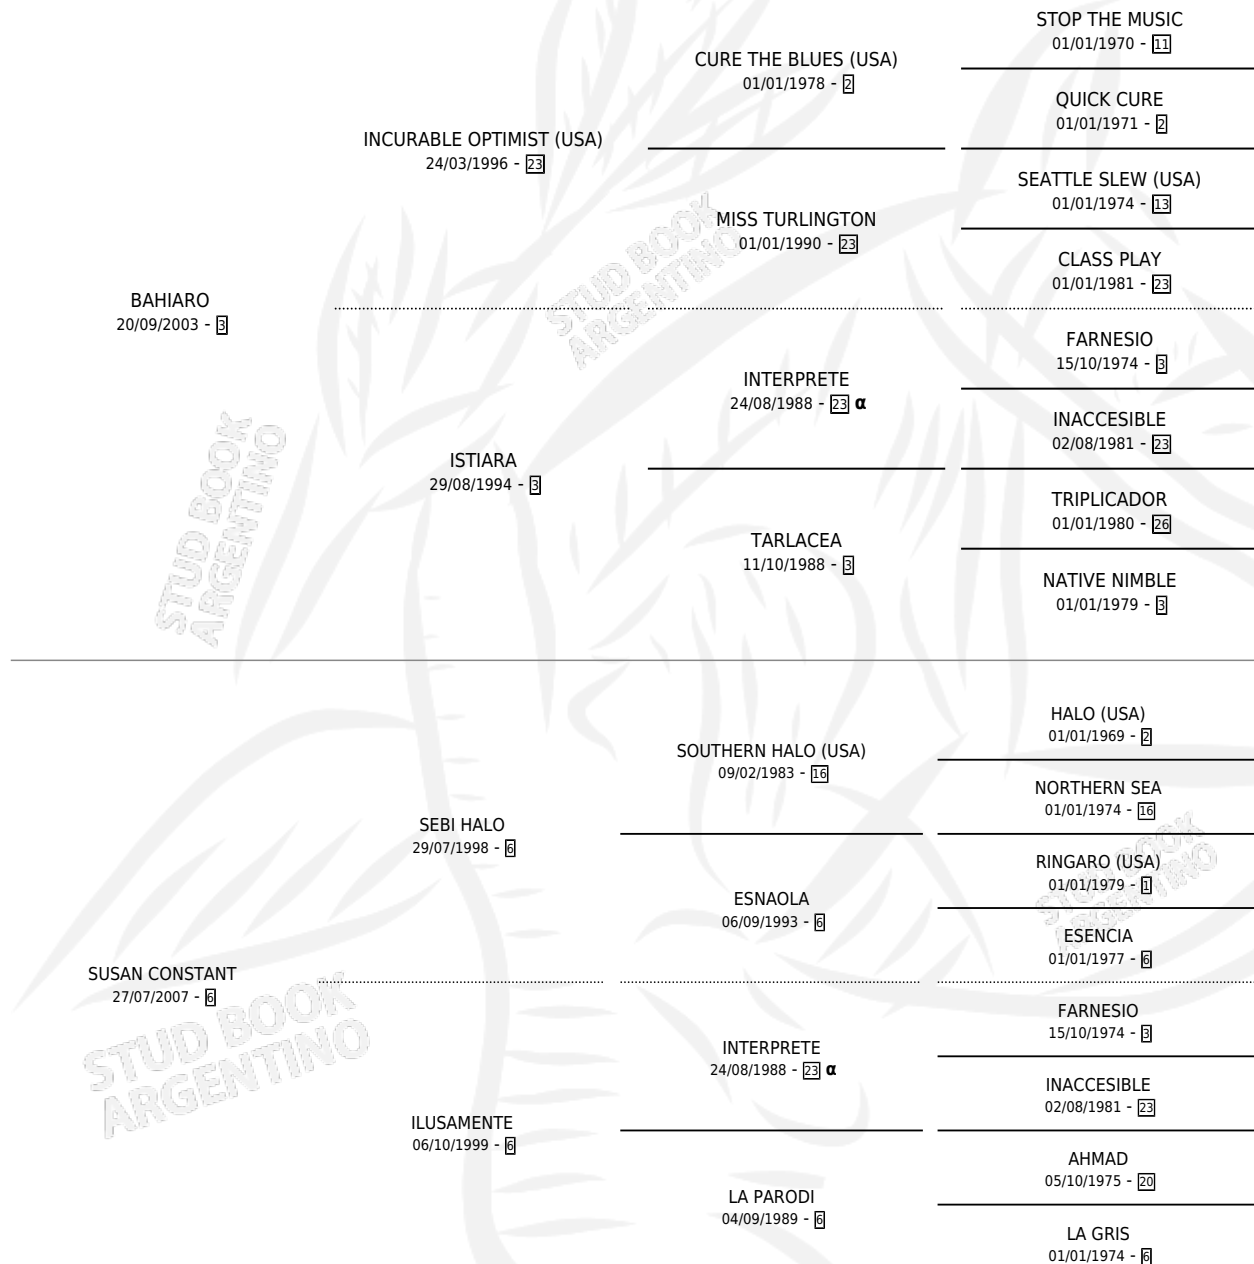 STOP THE MUSIC
01/01/1970 - 11
CURE THE BLUES (USA)
01/01/1978 - 2
QUICK CURE
01/01/1971 - 2
INCURABLE OPTIMIST (USA)
24/03/1996 - 23
SEATTLE SLEW (USA)
01/01/1974 - 13
MISS TURLINGTON
01/01/1990 - 23
CLASS PLAY
01/01/1981 - 23
BAHIARO
20/09/2003 - 3
FARNESIO
15/10/1974 - 3
INTERPRETE
24/08/1988 - 23 α
INACCESIBLE
02/08/1981 - 23
ISTIARA
29/08/1994 - 3
TRIPLICADOR
01/01/1980 - 26
TARLACEA
11/10/1988 - 3
NATIVE NIMBLE
01/01/1979 - 3
HALO (USA)
01/01/1969 - 2
SOUTHERN HALO (USA)
09/02/1983 - 16
NORTHERN SEA
01/01/1974 - 16
SEBI HALO
29/07/1998 - 6
RINGARO (USA)
01/01/1979 - 1
ESNAOLA
06/09/1993 - 6
ESENCIA
01/01/1977 - 6
SUSAN CONSTANT
27/07/2007 - 6
FARNESIO
15/10/1974 - 3
INTERPRETE
24/08/1988 - 23 α
INACCESIBLE
02/08/1981 - 23
ILUSAMENTE
06/10/1999 - 6
AHMAD
05/10/1975 - 20
LA PARODI
04/09/1989 - 6
LA GRIS
01/01/1974 - 6
STUD BOOK
ARGENTINO
STUD BOOK
ARGENTINO
STUD BOOK
ARGENTINO
STUD BOOK
ARGENTINO